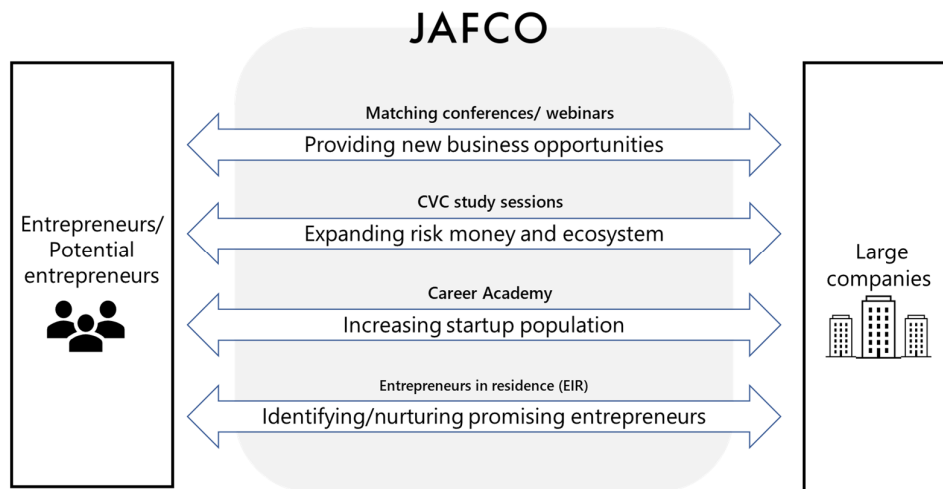 JAFCO
Entrepreneurs/
Potential
entrepreneurs
Matching conferences/ webinars
Providing new business opportunities
CVC study sessions
Expanding risk money and ecosystem
Career Academy
Increasing startup population
Entrepreneurs in residence (EIR)
Identifying/nurturing promising entrepreneurs
Large
companies